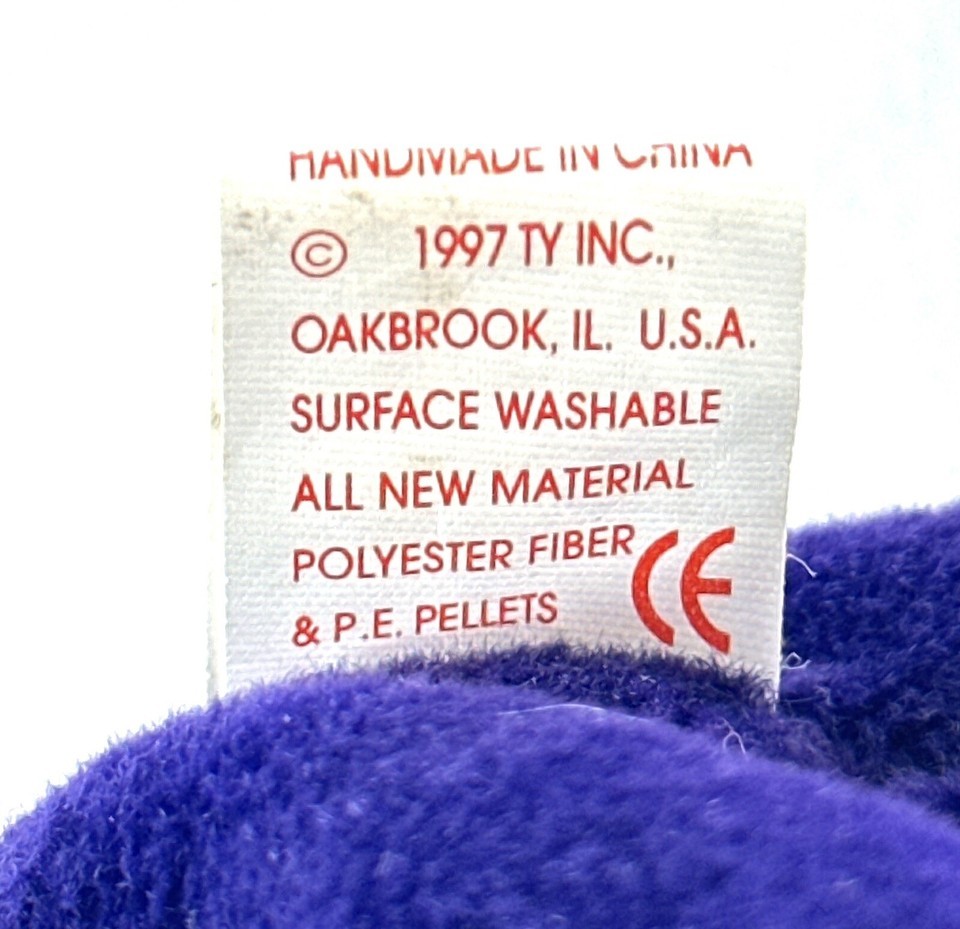 HANDMADE IN CHINA
© 1997 TY INC.,
OAKBROOK, IL. U.S.A.
SURFACE WASHABLE
ALL NEW MATERIAL
POLYESTER FIBER
& P.E. PELLETS
CE